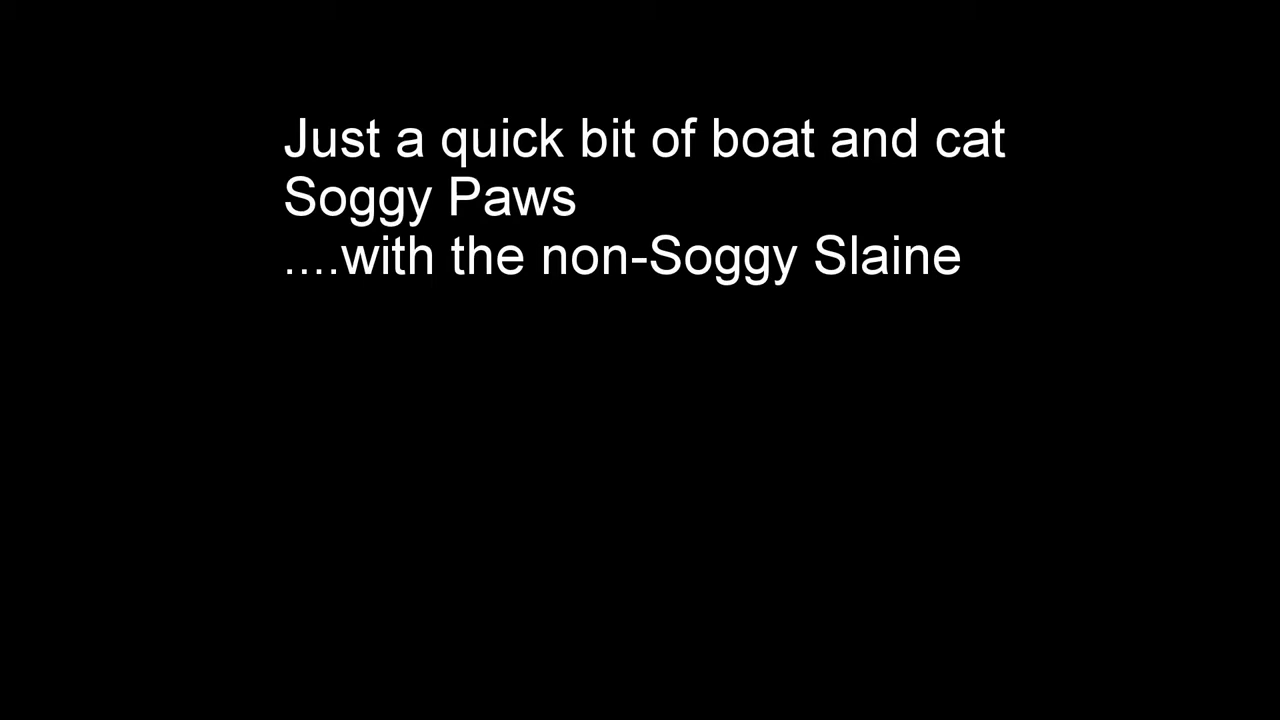 Just a quick bit of boat and cat
Soggy Paws
....with the non-Soggy Slaine